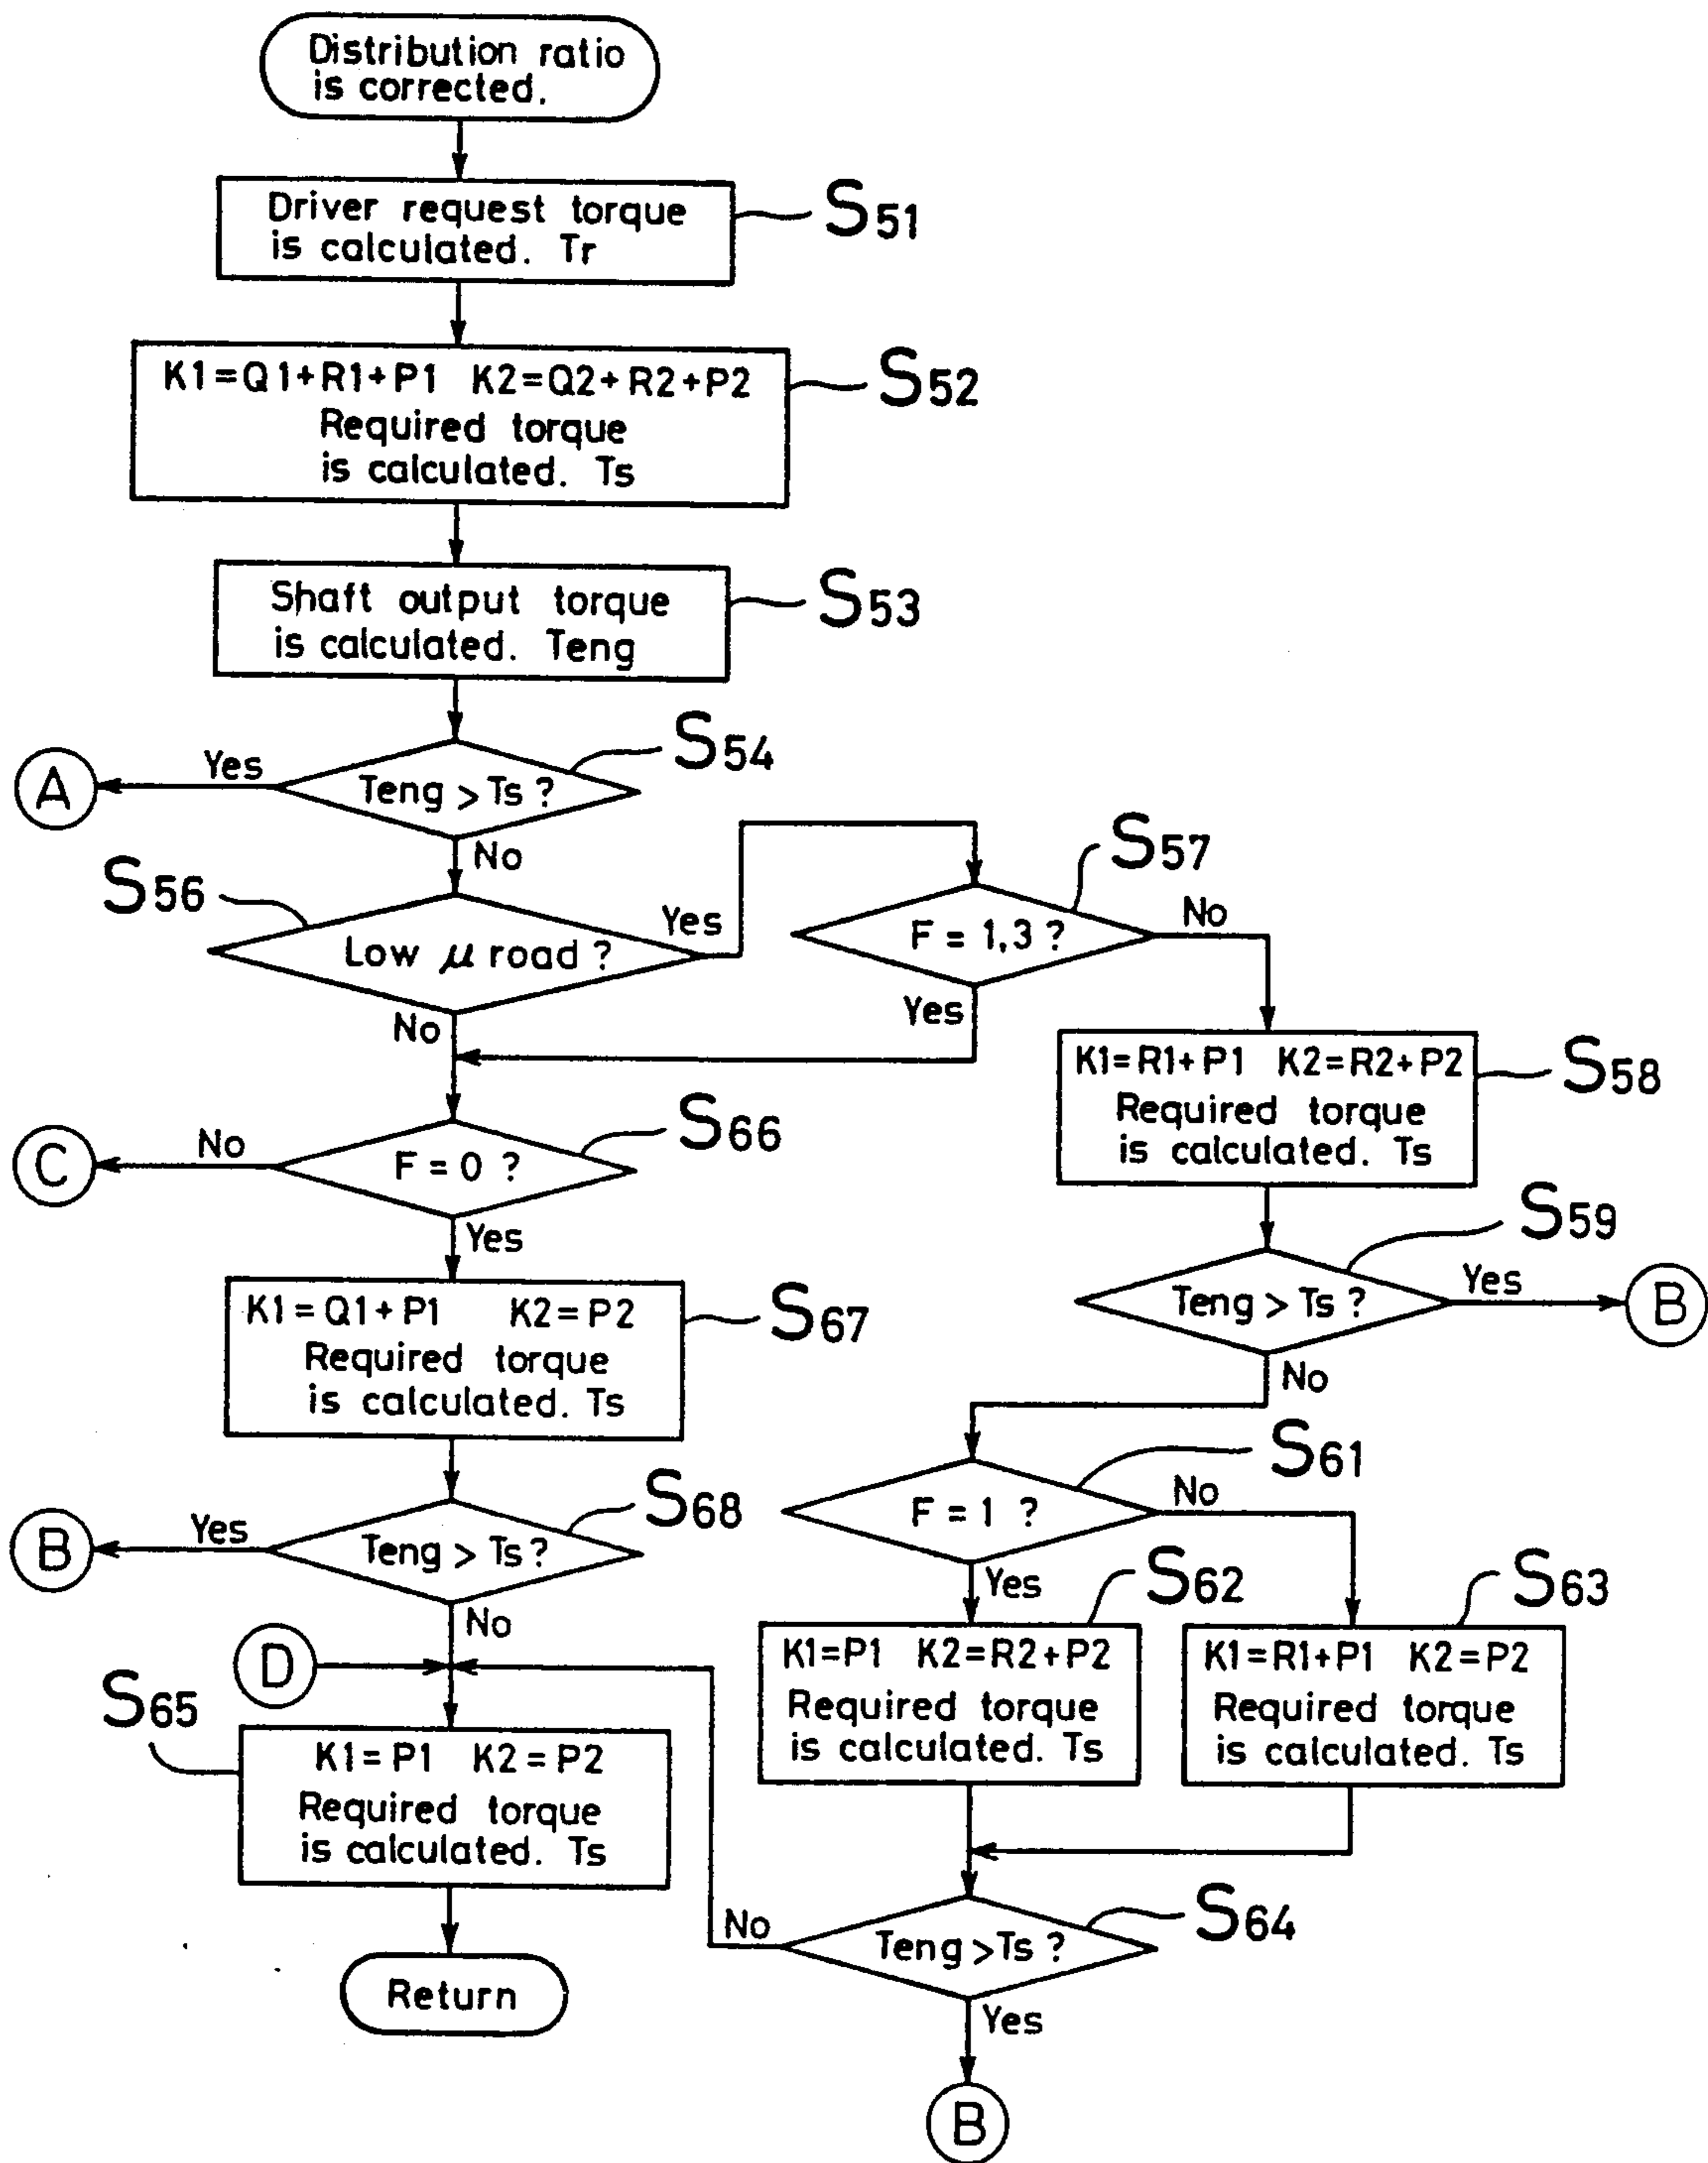 Distribution ratio
is corrected.
Driver request torque
is calculated. Tr
S51
K1=Q1+R1+P1 K2=Q2+R2+P2
Required torque
is calculated. Ts
S52
Shaft output torque
is calculated. Teng
S53
Teng > Ts ?
S54
Yes
A
No
Low μ road ?
S56
Yes
No
F = 1,3 ?
S57
No
Yes
K1=R1+P1 K2=R2+P2
Required torque
is calculated. Ts
S58
F = 0 ?
S66
No
C
Yes
Teng > Ts ?
S59
Yes
B
No
K1=Q1+P1 K2=P2
Required torque
is calculated. Ts
S67
F = 1 ?
S61
No
Yes
Teng > Ts ?
S68
Yes
B
No
D
K1=P1 K2=R2+P2
Required torque
is calculated. Ts
S62
K1=R1+P1 K2=P2
Required torque
is calculated. Ts
S63
S65
K1=P1 K2=P2
Required torque
is calculated. Ts
Teng >Ts ?
S64
No
Yes
B
Return